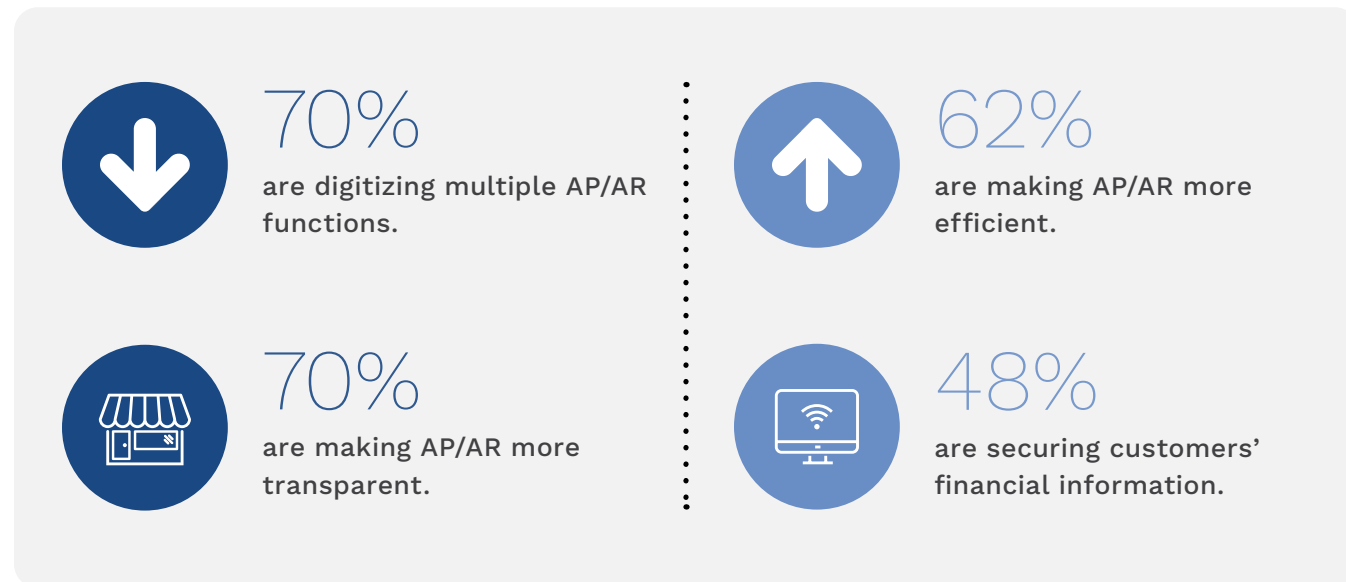 70%
are digitizing multiple AP/AR
functions.
62%
are making AP/AR more
efficient.
70%
are making AP/AR more
transparent.
48%
are securing customers’
financial information.